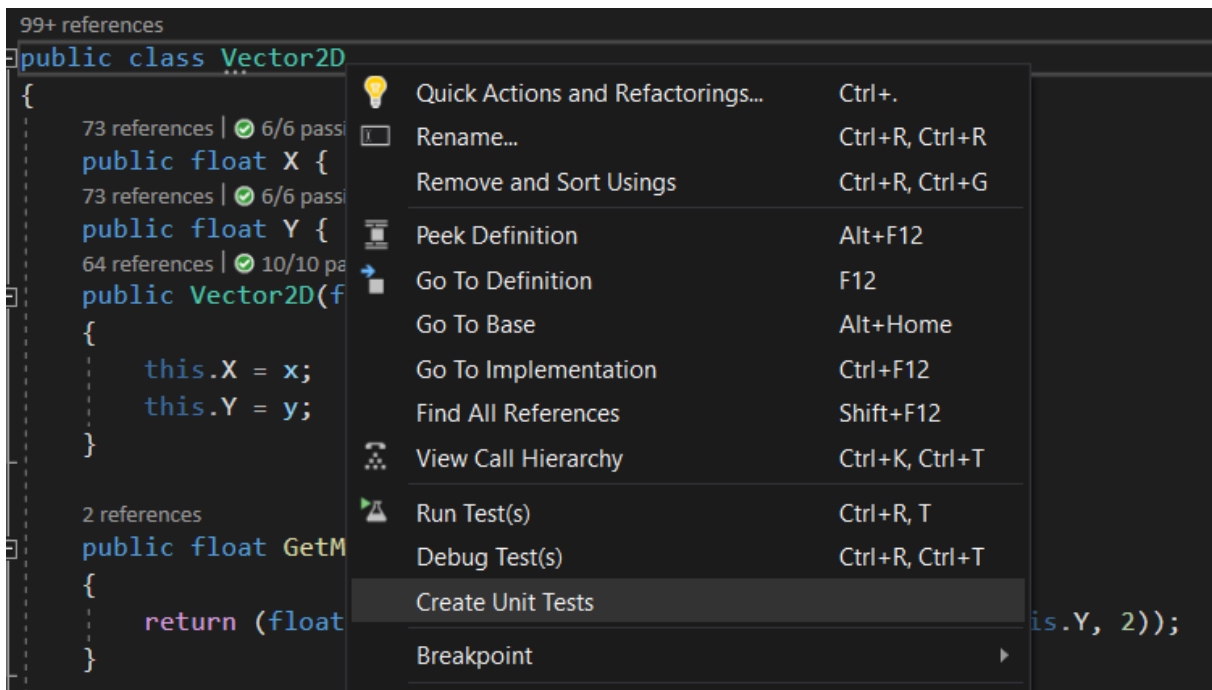 99+ references
public class Vector2D
{
73 references | 6/6 passi
public float X {
73 references | 6/6 passi
public float Y {
64 references | 10/10 pa
public Vector2D(f
{
this.X = x;
this.Y = y;
}
2 references
public float GetM
{
return (float
is.Y, 2));
}
Quick Actions and Refactorings... Ctrl+.
Rename... Ctrl+R, Ctrl+R
Remove and Sort Usings Ctrl+R, Ctrl+G
Peek Definition Alt+F12
Go To Definition F12
Go To Base Alt+Home
Go To Implementation Ctrl+F12
Find All References Shift+F12
View Call Hierarchy Ctrl+K, Ctrl+T
Run Test(s) Ctrl+R, T
Debug Test(s) Ctrl+R, Ctrl+T
Create Unit Tests
Breakpoint